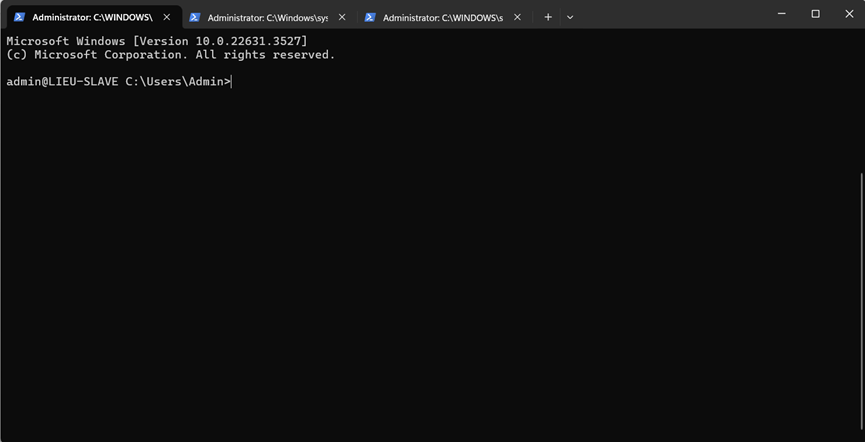 Administrator: C:\WINDOWS\
Administrator: C:\Windows\sys
Administrator: C:\WINDOWS\s
Microsoft Windows [Version 10.0.22631.3527]
(c) Microsoft Corporation. All rights reserved.
admin@LIEU-SLAVE C:\Users\Admin>